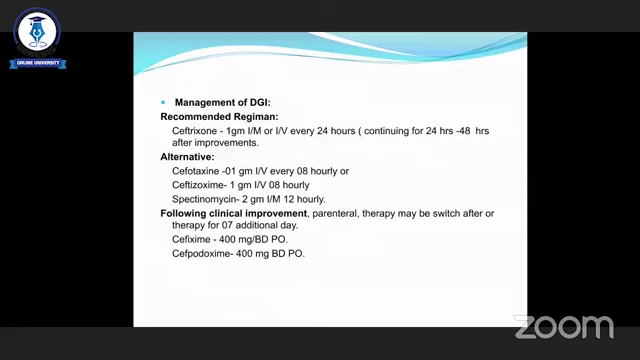 ONLINE UNIVERSITY
Management of DGI:
Recommended Regiman:
Ceftrixone - 1gm I/M or I/V every 24 hours ( continuing for 24 hrs -48 hrs
after improvements.
Alternative:
Cefotaxine -01 gm I/V every 08 hourly or
Ceftizoxime- 1 gm I/V 08 hourly
Spectinomycin- 2 gm I/M 12 hourly.
Following clinical improvement, parenteral, therapy may be switch after or
therapy for 07 additional day.
Cefixime - 400 mg/BD PO.
Cefpodoxime- 400 mg BD PO.
zoom